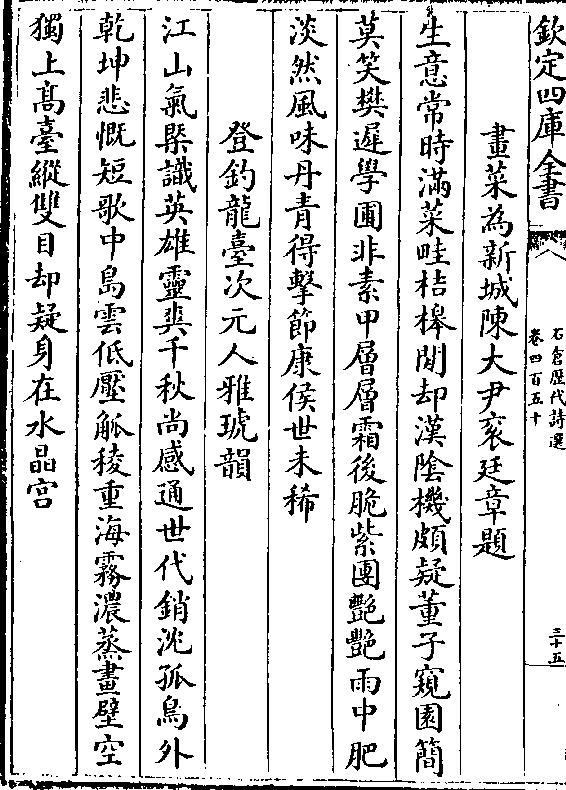 欽定四庫全書
石倉歷代詩選
卷四百五十
三十五
畫菜為新城陳大尹袞廷章題
生意常時滿菜畦桔槔閒却漢陰機頗疑董子窺園簡
莫笑樊遲學圃非素甲層層霜後脆紫團艷艷雨中肥
淡然風味丹青得擊節康侯世未稀
登釣龍臺次元人雅琥韻
江山氣槩識英雄靈𤾉千秋尚感通世代銷沈孤鳥外
乾坤悲慨短歌中島雲低壓觚稜重海霧濃蒸畫壁空
獨上髙臺縱雙目却疑身在水晶宮